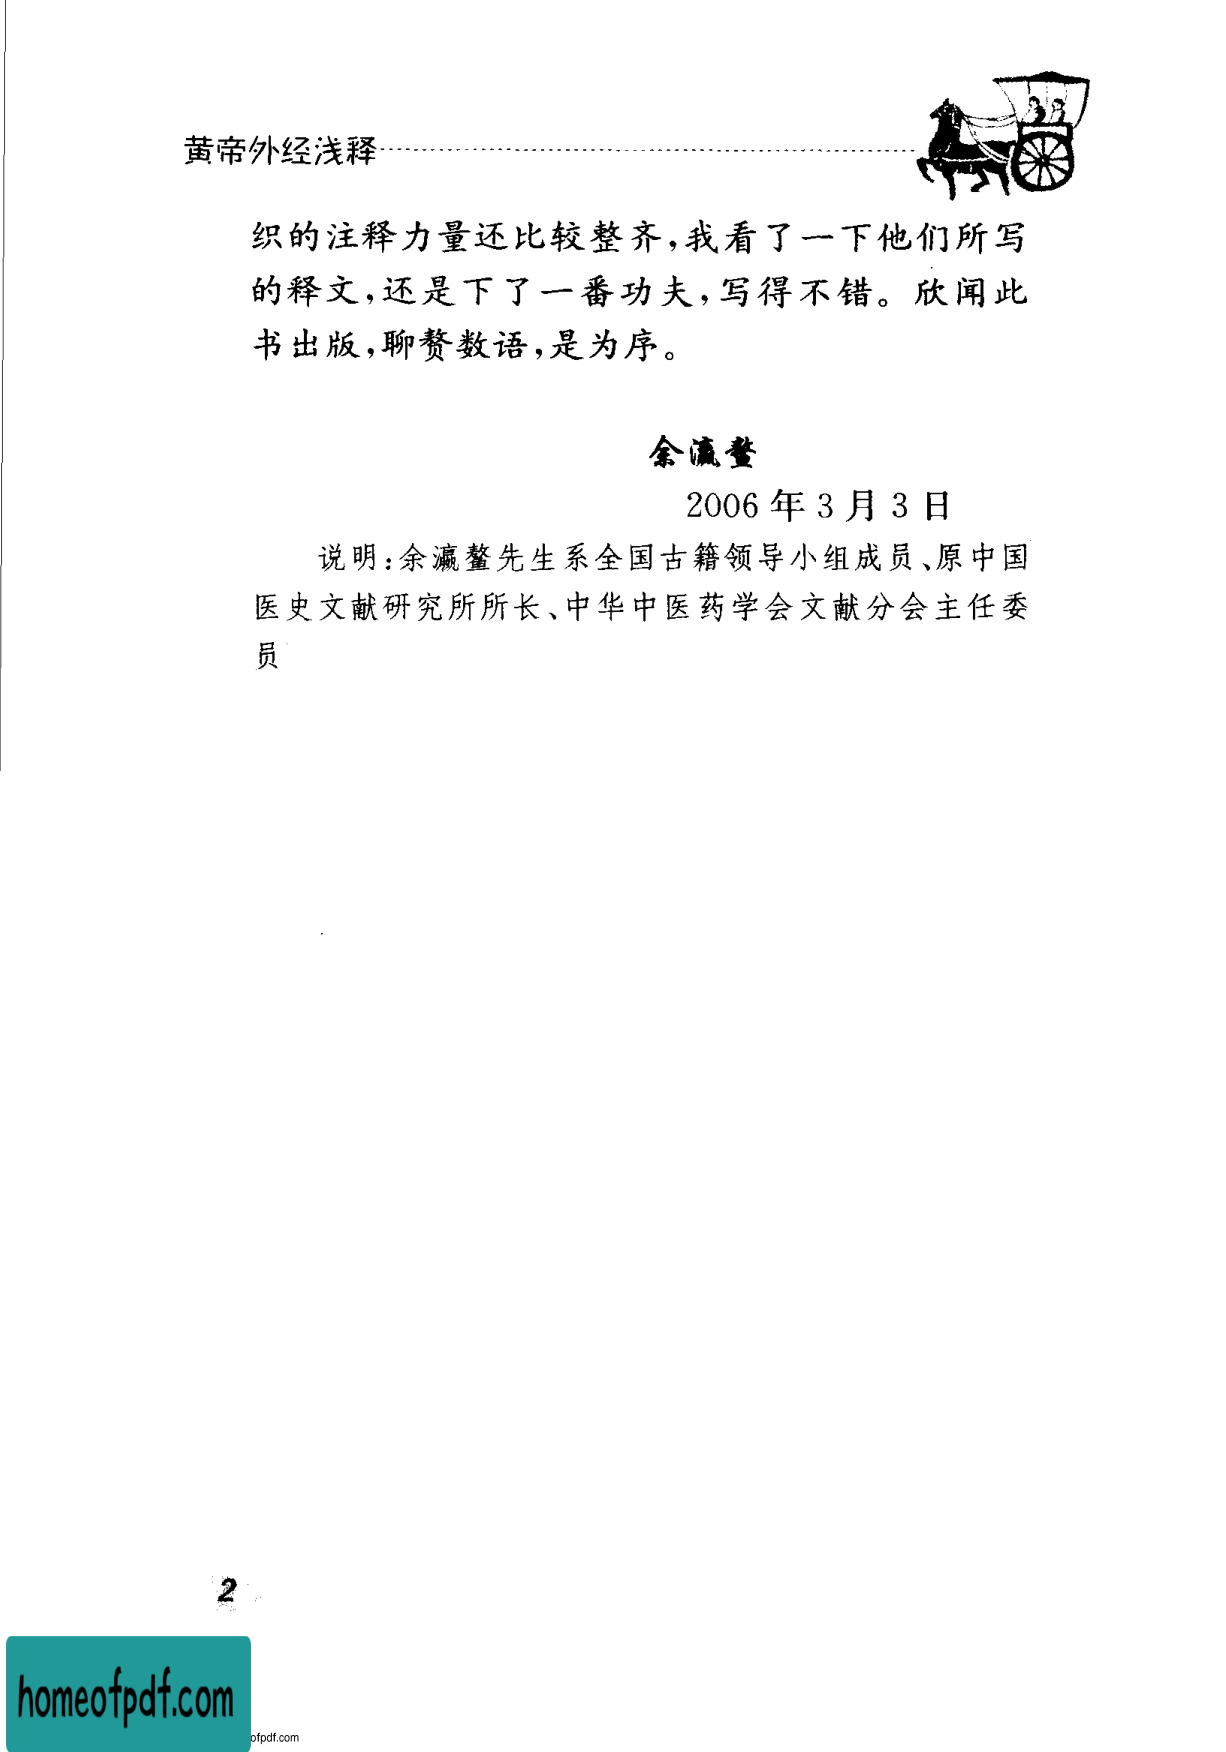 黄帝外经浅释
织的注释力量还比较整齐,我看了一下他们所写
的释文,还是下了一番功夫,写得不错。欣闻此
书出版,聊赘数语,是为序。
余瀛鳌
2006年3月3日
说明:余瀛鳌先生系全国古籍领导小组成员、原中国
医史文献研究所所长、中华中医药学会文献分会主任委
员
2
homeofpdf.com
ofpdf.com